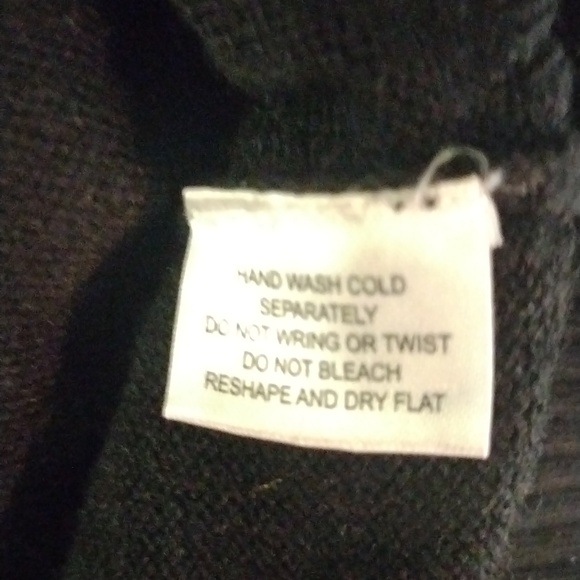 HAND WASH COLD
SEPARATELY
DO NOT WRING OR TWIST
DO NOT BLEACH
RESHAPE AND DRY FLAT